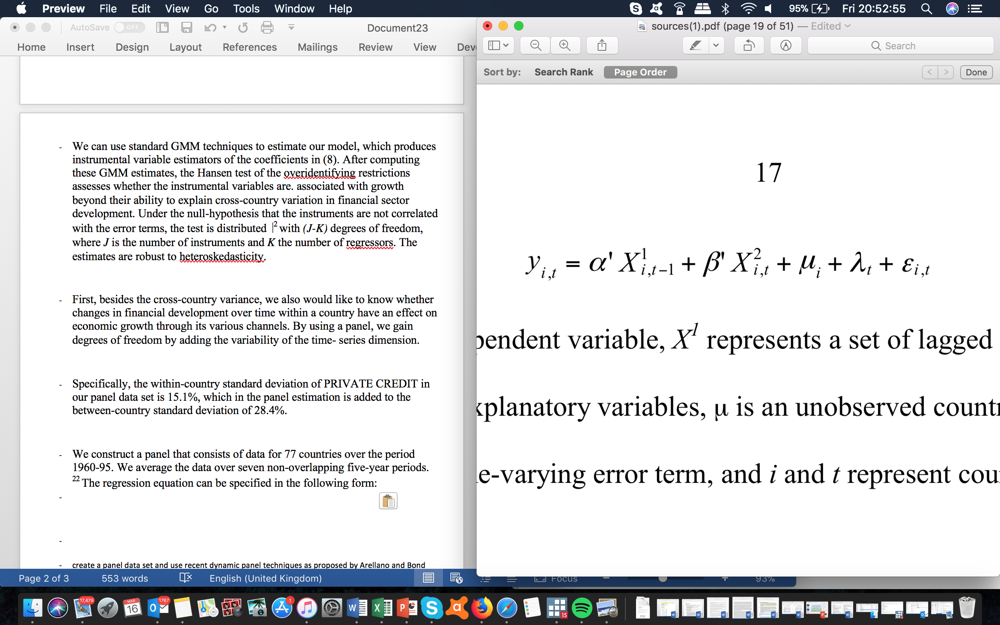 Preview File Edit View Go Tools Window Help 95% Fri 20:52:55
AutoSave OFF Document23
Home Insert Design Layout References Mailings Review View Dev
- We can use standard GMM techniques to estimate our model, which produces
instrumental variable estimators of the coefficients in (8). After computing
these GMM estimates, the Hansen test of the overidentifying restrictions
assesses whether the instrumental variables are. associated with growth
beyond their ability to explain cross-country variation in financial sector
development. Under the null-hypothesis that the instruments are not correlated
with the error terms, the test is distributed |² with (J-K) degrees of freedom,
where J is the number of instruments and K the number of regressors. The
estimates are robust to heteroskedasticity.
- First, besides the cross-country variance, we also would like to know whether
changes in financial development over time within a country have an effect on
economic growth through its various channels. By using a panel, we gain
degrees of freedom by adding the variability of the time- series dimension.
- Specifically, the within-country standard deviation of PRIVATE CREDIT in
our panel data set is 15.1%, which in the panel estimation is added to the
between-country standard deviation of 28.4%.
- We construct a panel that consists of data for 77 countries over the period
1960-95. We average the data over seven non-overlapping five-year periods.
22 The regression equation can be specified in the following form:
-
-
- create a panel data set and use recent dynamic panel techniques as proposed by Arellano and Bond
Page 2 of 3 553 words English (United Kingdom) Focus 93%
sources(1).pdf (page 19 of 51) — Edited
Search
Sort by: Search Rank Page Order < > Done
17
y i,t = α' X¹ i,t−1 + β' X² i,t + μ i + λ t + ε i,t
pendent variable, X¹ represents a set of lagged
xplanatory variables, μ is an unobserved countr
e-varying error term, and i and t represent cou
17,479 MAR 16 1767 1 15